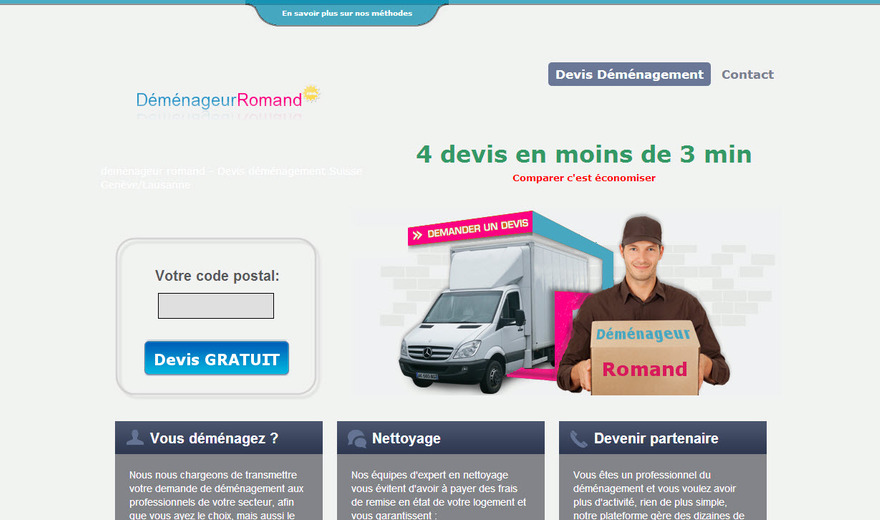 En savoir plus sur nos méthodes
Devis Déménagement
Contact
DéménageurRomand
4 devis en moins de 3 min
Comparer c'est économiser
demenageur romand - Devis déménagement Suisse
Genève/Lausanne
DEMANDER UN DEVIS
Votre code postal:
Devis GRATUIT
Déménageur
Romand
Vous déménagez ?
Nous nous chargeons de transmettre
votre demande de déménagement aux
professionnels de votre secteur, afin
que vous ayez le choix, mais aussi le
Nettoyage
Nos équipes d'expert en nettoyage
vous évitent d'avoir à payer des frais
de remise en état de votre logement et
vous garantissent :
Devenir partenaire
Vous êtes un professionnel du
déménagement et vous voulez avoir
plus d'activité, rien de plus simple,
notre plateforme gère des dizaines de